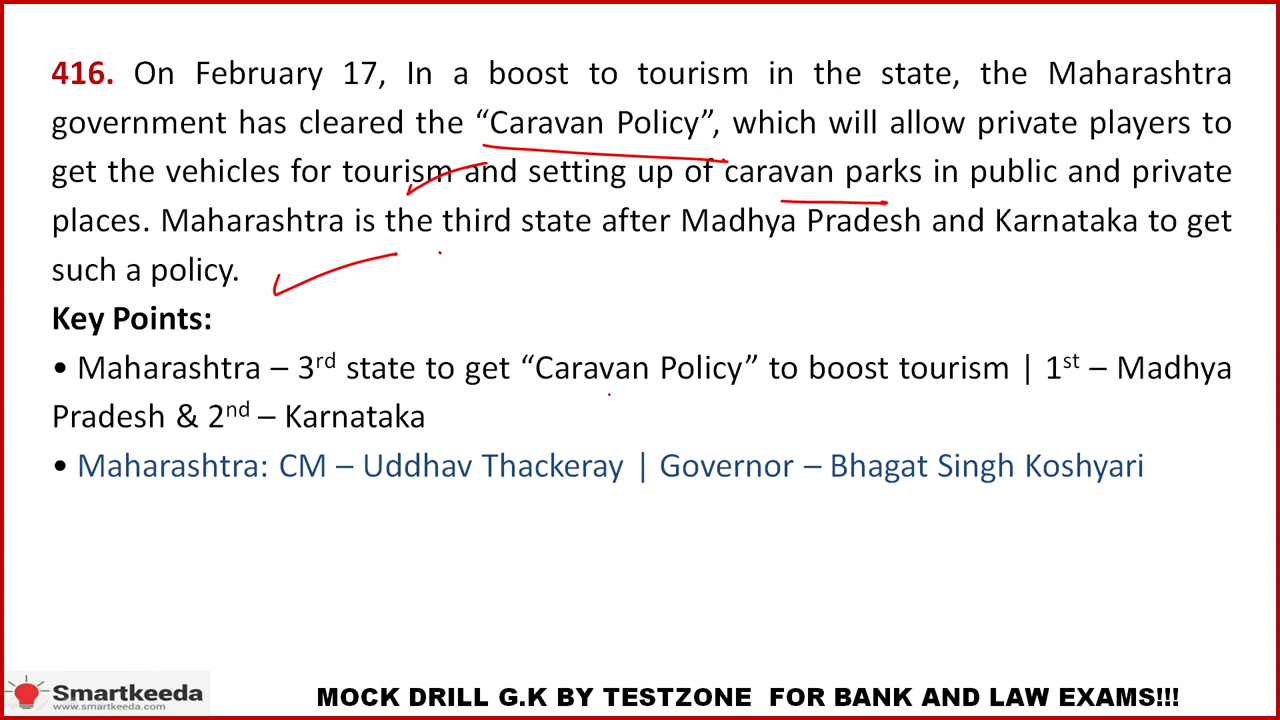 416. On February 17, In a boost to tourism in the state, the Maharashtra
government has cleared the “Caravan Policy”, which will allow private players to
get the vehicles for tourism and setting up of caravan parks in public and private
places. Maharashtra is the third state after Madhya Pradesh and Karnataka to get
such a policy.
Key Points:
• Maharashtra – 3rd state to get “Caravan Policy” to boost tourism | 1st – Madhya
Pradesh & 2nd – Karnataka
• Maharashtra: CM – Uddhav Thackeray | Governor – Bhagat Singh Koshyari
Smartkeeda
www.smartkeeda.com
MOCK DRILL G.K BY TESTZONE FOR BANK AND LAW EXAMS!!!